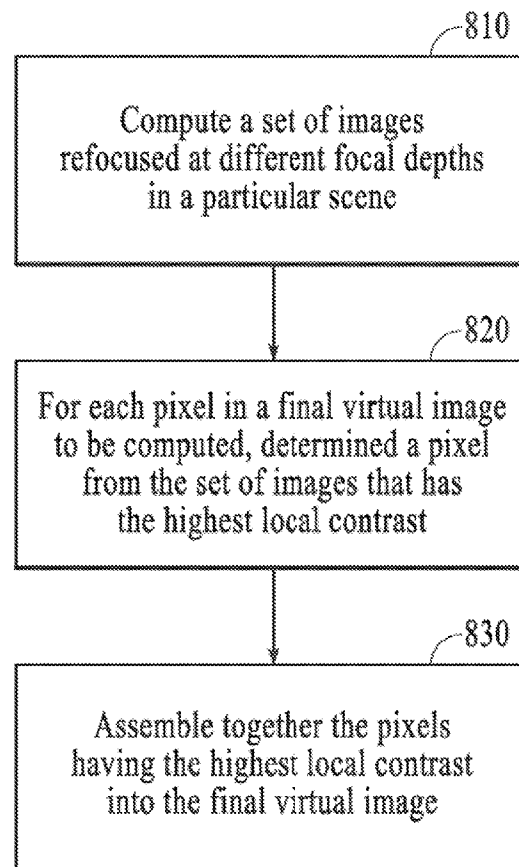 810
Compute a set of images
refocused at different focal depths
in a particular scene
820
For each pixel in a final virtual image
to be computed, determined a pixel
from the set of images that has
the highest local contrast
830
Assemble together the pixels
having the highest local contrast
into the final virtual image